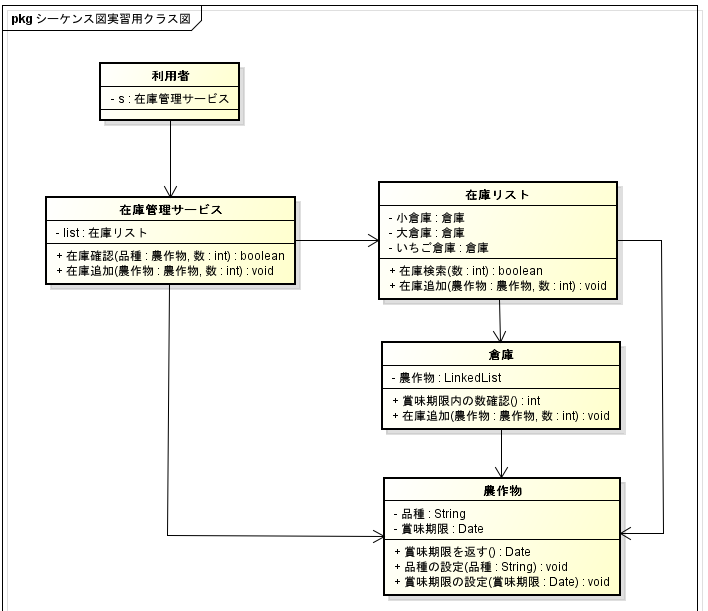 pkg シーケンス図実習用クラス図
利用者
- s : 在庫管理サービス
在庫管理サービス
- list : 在庫リスト
+ 在庫確認(品種 : 農作物, 数 : int) : boolean
+ 在庫追加(農作物 : 農作物, 数 : int) : void
在庫リスト
- 小倉庫 : 倉庫
- 大倉庫 : 倉庫
- いちご倉庫 : 倉庫
+ 在庫検索(数 : int) : boolean
+ 在庫追加(農作物 : 農作物, 数 : int) : void
倉庫
- 農作物 : LinkedList
+ 賞味期限内の数確認() : int
+ 在庫追加(農作物 : 農作物, 数 : int) : void
農作物
- 品種 : String
- 賞味期限 : Date
+ 賞味期限を返す() : Date
+ 品種の設定(品種 : String) : void
+ 賞味期限の設定(賞味期限 : Date) : void